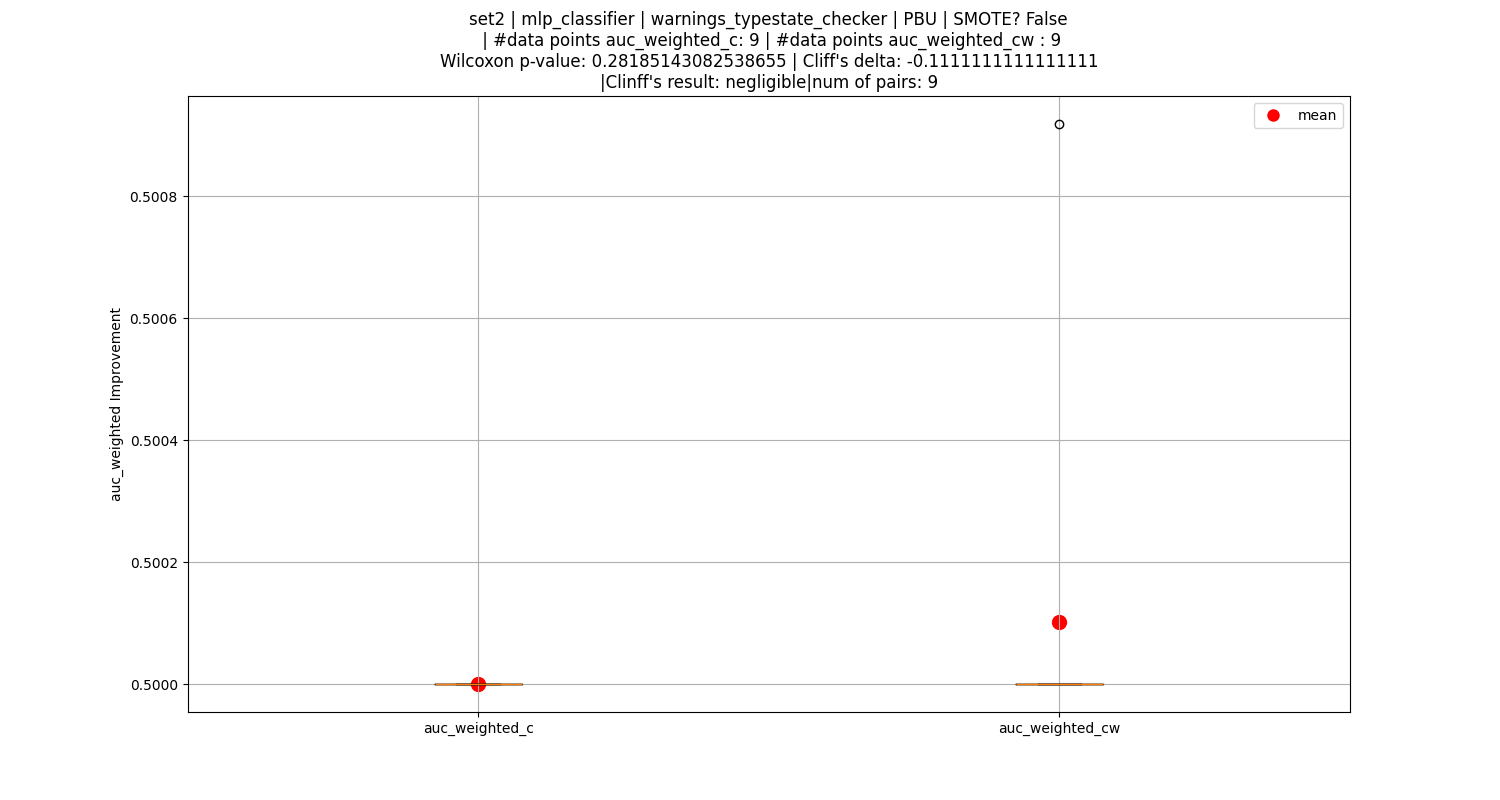 set2 | mlp_classifier | warnings_typestate_checker | PBU | SMOTE? False
| #data points auc_weighted_c: 9 | #data points auc_weighted_cw : 9
Wilcoxon p-value: 0.28185143082538655 | Cliff's delta: -0.1111111111111111
|Clinff's result: negligible|num of pairs: 9
mean
0.5008
0.5006
0.5004
0.5002
0.5000
auc_weighted Improvement
auc_weighted_c
auc_weighted_cw